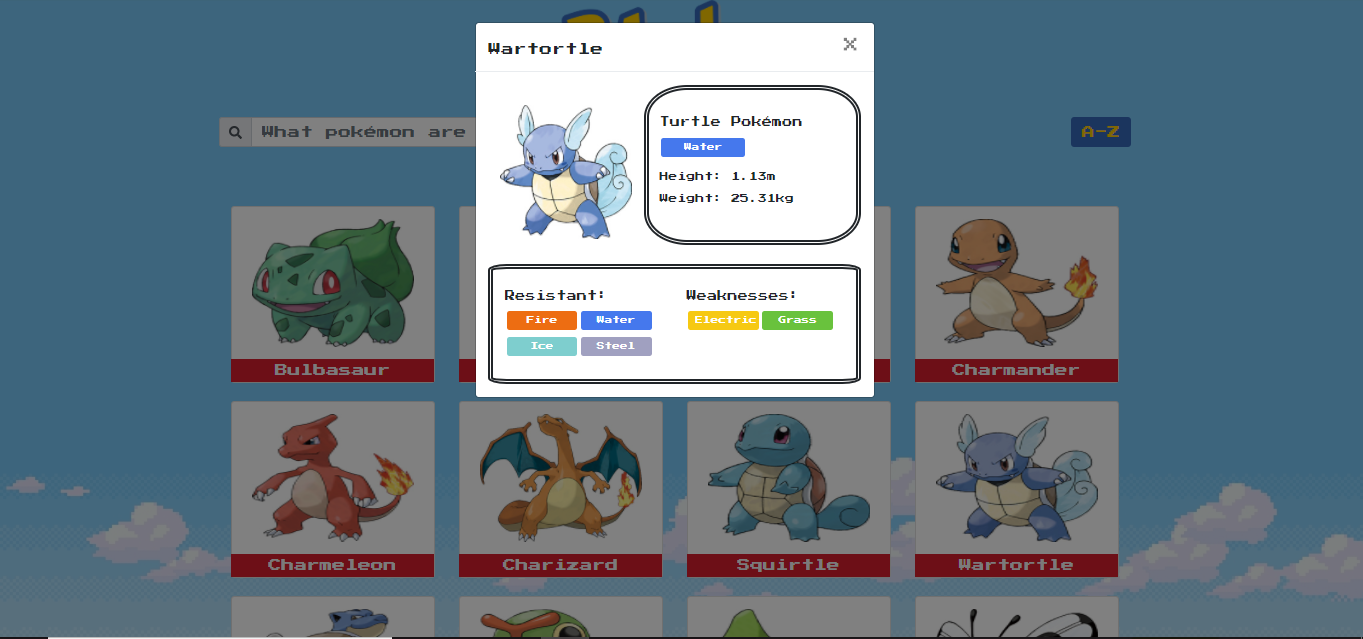 Wartortle
What pokémon are
A-Z
Turtle Pokémon
Water
Height: 1.13m
Weight: 25.31kg
Resistant:
Fire Water
Ice Steel
Weaknesses:
Electric Grass
Bulbasaur
Charmander
Charmeleon
Charizard
Squirtle
Wartortle